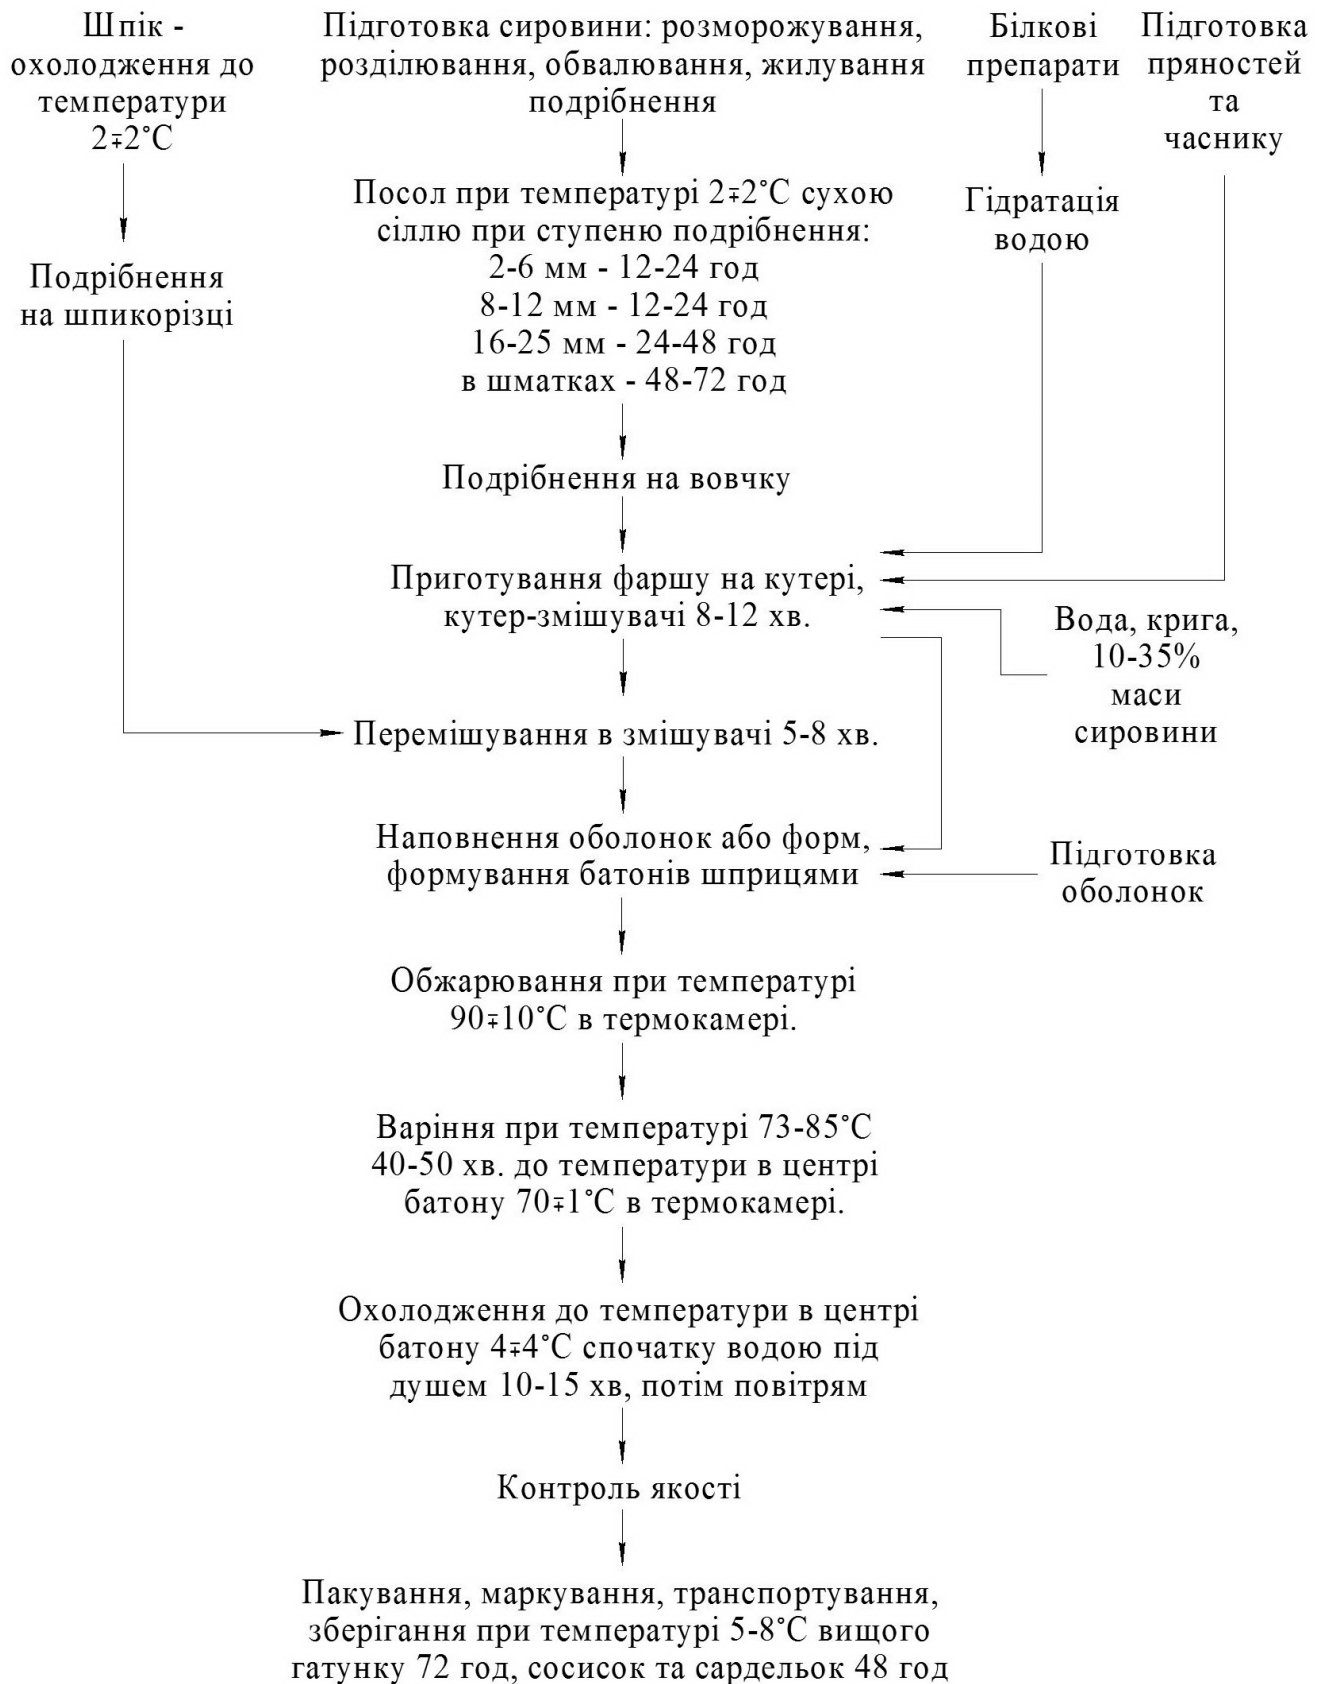 Шпік -
охолодження до
температури
2∓2°С
Підготовка сировини: розморожування,
розділювання, обвалювання, жилування
подрібнення
Білкові
препарати
Підготовка
пряностей
та
часнику
Подрібнення
на шпикорізці
Посол при температурі 2∓2°С сухою
сіллю при ступеню подрібнення:
2-6 мм - 12-24 год
8-12 мм - 12-24 год
16-25 мм - 24-48 год
в шматках - 48-72 год
Гідратація
водою
Подрібнення на вовчку
Приготування фаршу на кутері,
кутер-змішувачі 8-12 хв.
Вода, крига,
10-35%
маси
сировини
Перемішування в змішувачі 5-8 хв.
Наповнення оболонок або форм,
формування батонів шприцями
Підготовка
оболонок
Обжарювання при температурі
90∓10°С в термокамері.
Варіння при температурі 73-85°С
40-50 хв. до температури в центрі
батону 70∓1°С в термокамері.
Охолодження до температури в центрі
батону 4∓4°С спочатку водою під
душем 10-15 хв, потім повітрям
Контроль якості
Пакування, маркування, транспортування,
зберігання при температурі 5-8°С вищого
гатунку 72 год, сосисок та сардельок 48 год